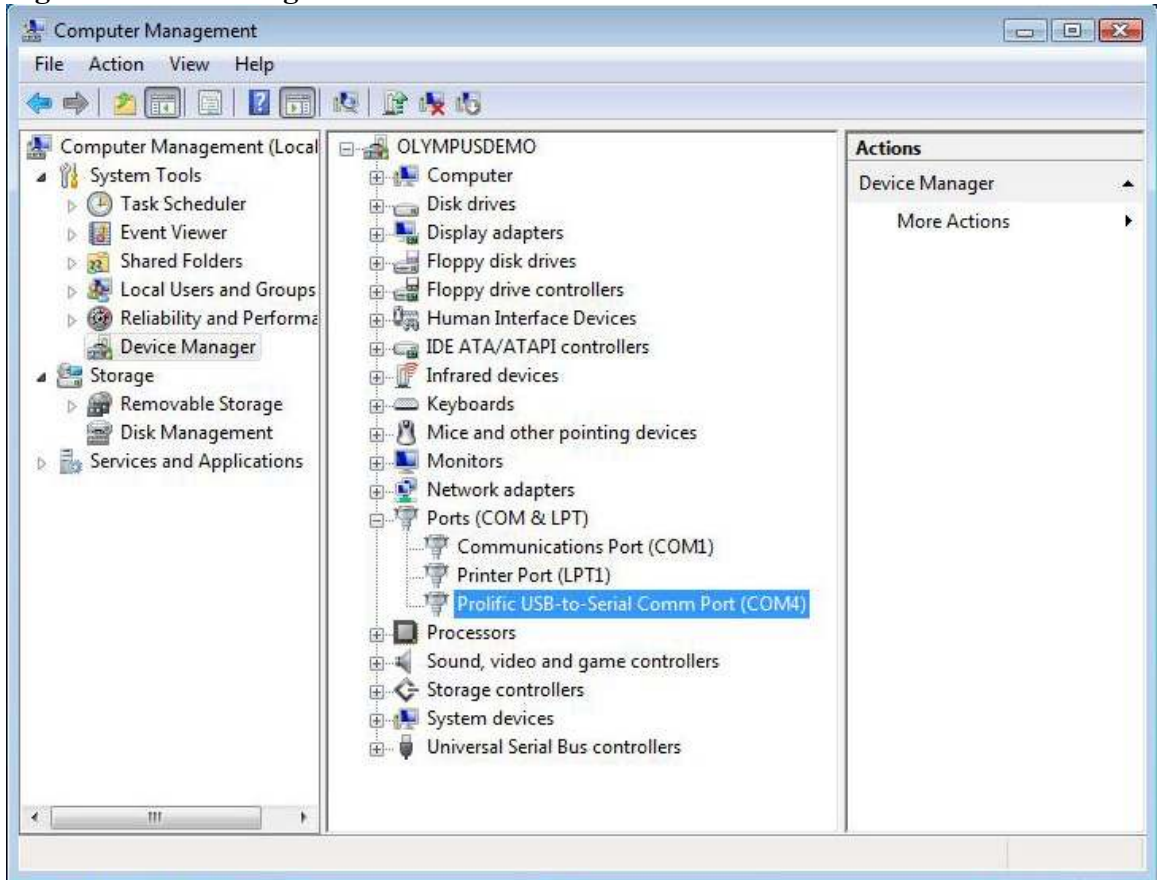 Computer Management
File Action View Help
Computer Management (Local
System Tools
Task Scheduler
Event Viewer
Shared Folders
Local Users and Groups
Reliability and Performa
Device Manager
Storage
Removable Storage
Disk Management
Services and Applications
OLYMPUSDEMO
Computer
Disk drives
Display adapters
Floppy disk drives
Floppy drive controllers
Human Interface Devices
IDE ATA/ATAPI controllers
Infrared devices
Keyboards
Mice and other pointing devices
Monitors
Network adapters
Ports (COM & LPT)
Communications Port (COM1)
Printer Port (LPT1)
Prolific USB-to-Serial Comm Port (COM4)
Processors
Sound, video and game controllers
Storage controllers
System devices
Universal Serial Bus controllers
Actions
Device Manager
More Actions